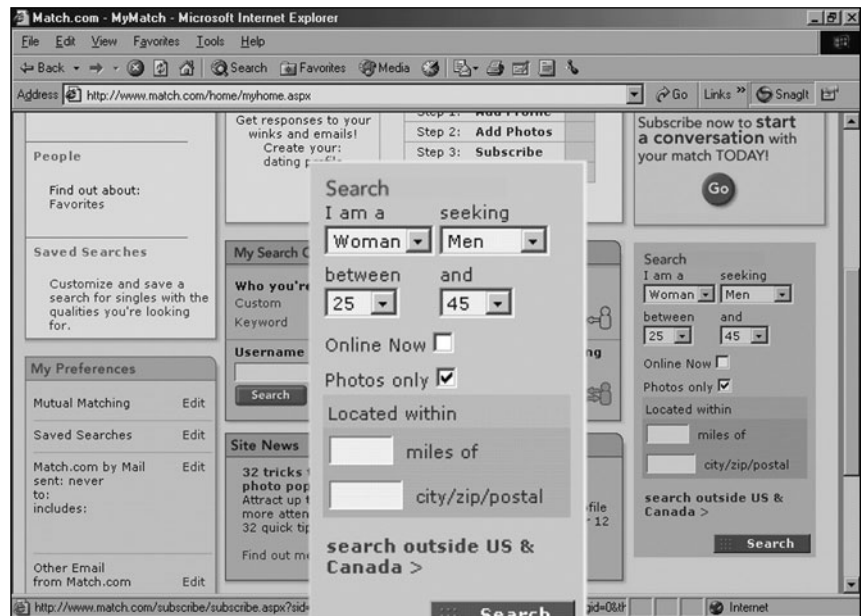 Match.com - MyMatch - Microsoft Internet Explorer
File Edit View Favorites Tools Help
Back Search Favorites Media
Address http://www.match.com/home/myhome.aspx Go Links » SnagIt
People
Find out about:
Favorites
Saved Searches
Customize and save a
search for singles with the
qualities you're looking
for.
My Preferences
Mutual Matching Edit
Saved Searches Edit
Match.com by Mail Edit
sent: never
to:
includes:
Other Email
from Match.com Edit
Get responses to your
winks and emails!
Create your:
dating profile
Step 1: Add Profile
Step 2: Add Photos
Step 3: Subscribe
My Search
Who you're
Custom
Keyword
Username
Search
Site News
32 tricks
photo
Attract up
more
32 quick
Find out
12
Search
I am a seeking
Woman Men
between and
25 45
Online Now
Photos only
Located within
miles of
city/zip/postal
search outside US &
Canada >
Search
Subscribe now to start
a conversation with
your match TODAY!
Go
Search
I am a seeking
Woman Men
between and
25 45
Online Now
Photos only
Located within
miles of
city/zip/postal
search outside US &
Canada >
Search
http://www.match.com/subscribe/subscribe.aspx?sid= Internet